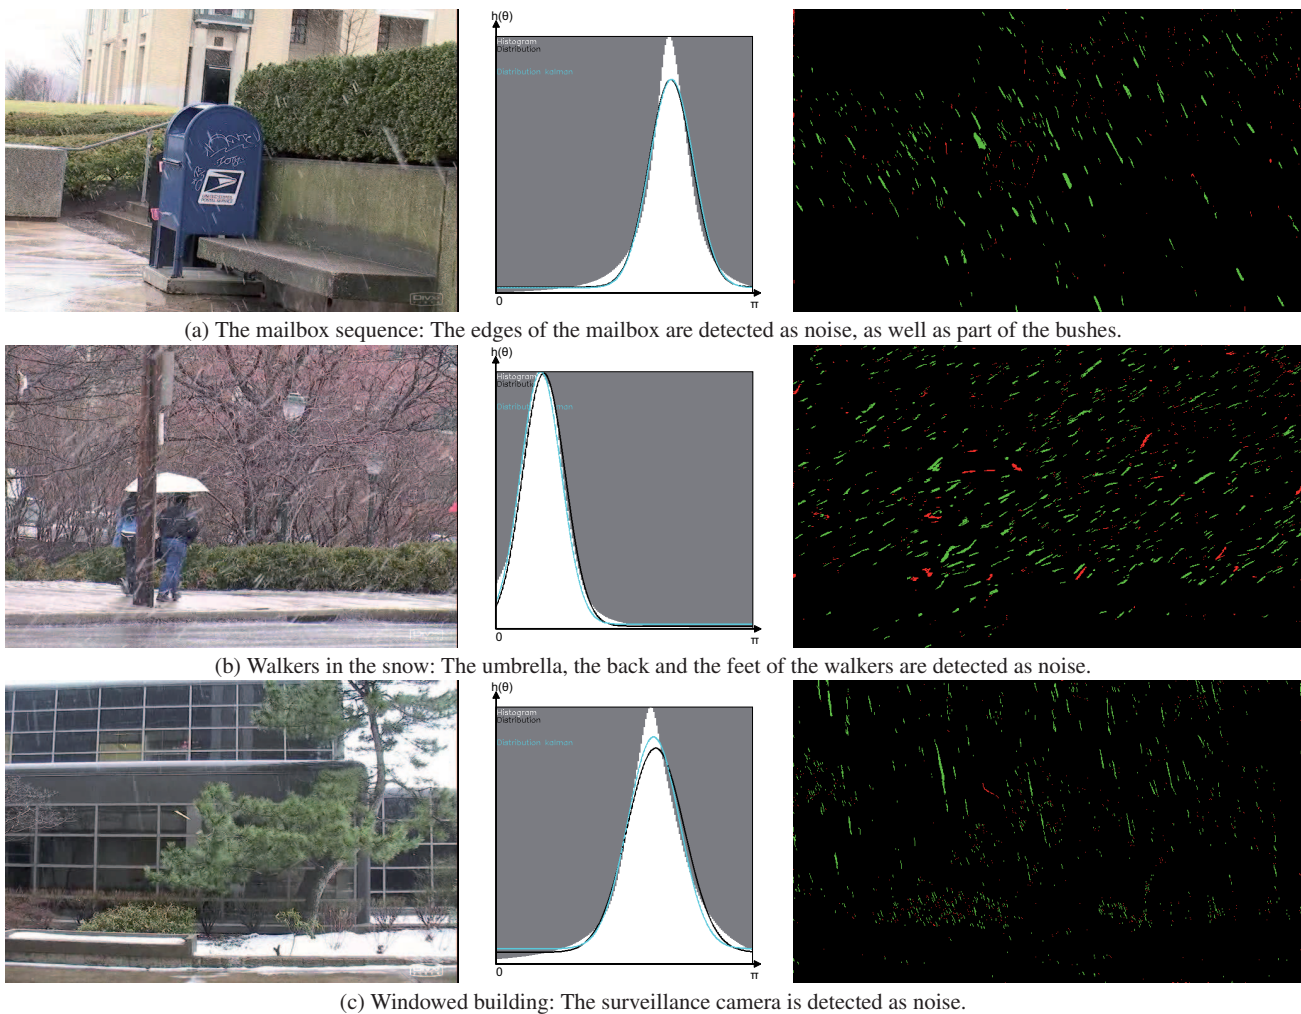 h(θ)
Histogram
Distribution
Distribution kalman
0
π
(a) The mailbox sequence: The edges of the mailbox are detected as noise, as well as part of the bushes.
h(θ)
Histogram
Distribution
Distribution kalman
0
π
(b) Walkers in the snow: The umbrella, the back and the feet of the walkers are detected as noise.
h(θ)
Histogram
Distribution
Distribution kalman
0
π
(c) Windowed building: The surveillance camera is detected as noise.